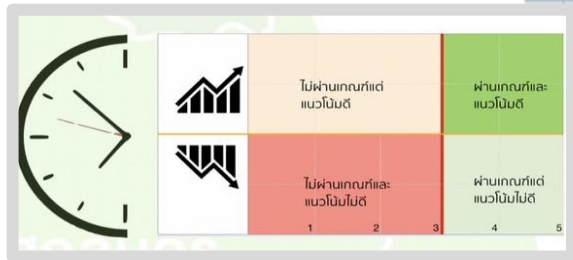 ไม่ผ่านเกณฑ์แต่
แนวโน้มดี
ผ่านเกณฑ์และ
แนวโน้มดี
ไม่ผ่านเกณฑ์และ
แนวโน้มไม่ดี
ผ่านเกณฑ์แต่
แนวโน้มไม่ดี
1 2 3 4 5